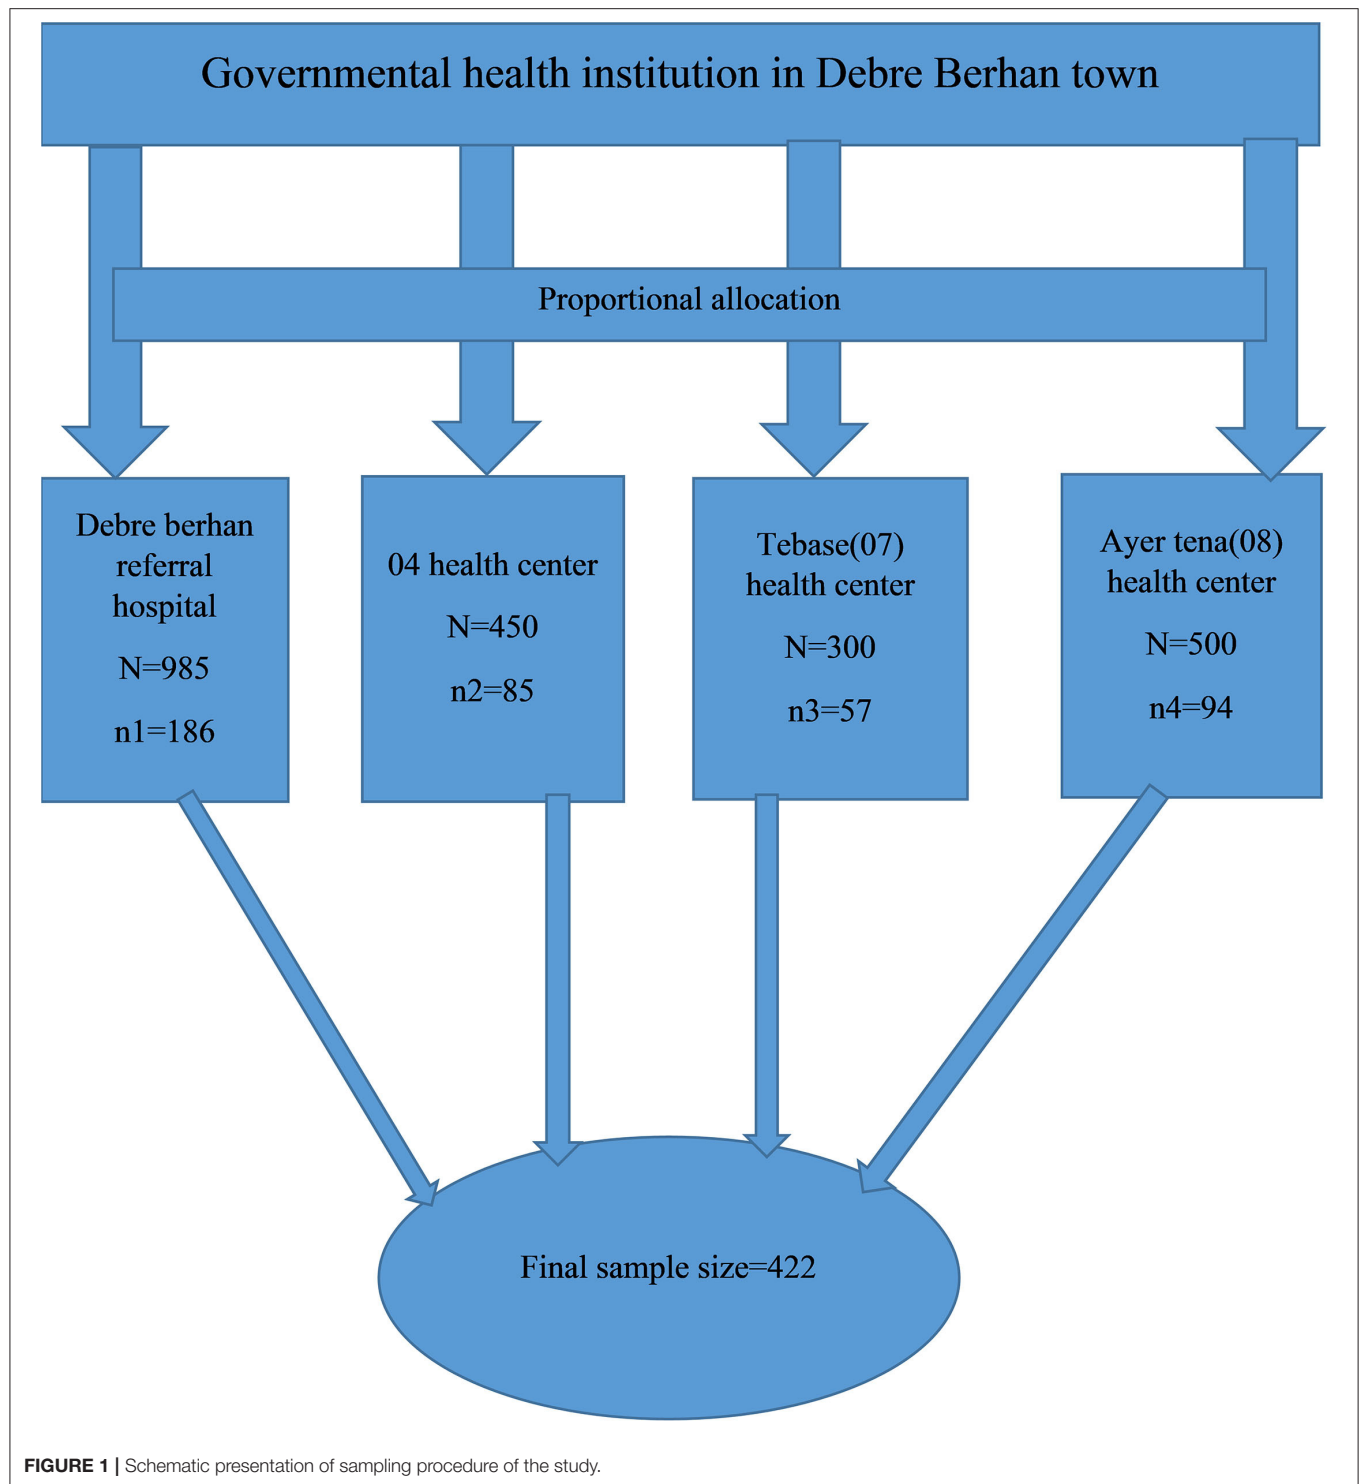 Governmental health institution in Debre Berhan town
Proportional allocation
Debre berhan
referral
hospital
N=985
n1=186
04 health center
N=450
n2=85
Tebase(07)
health center
N=300
n3=57
Ayer tena(08)
health center
N=500
n4=94
Final sample size=422
FIGURE 1 | Schematic presentation of sampling procedure of the study.